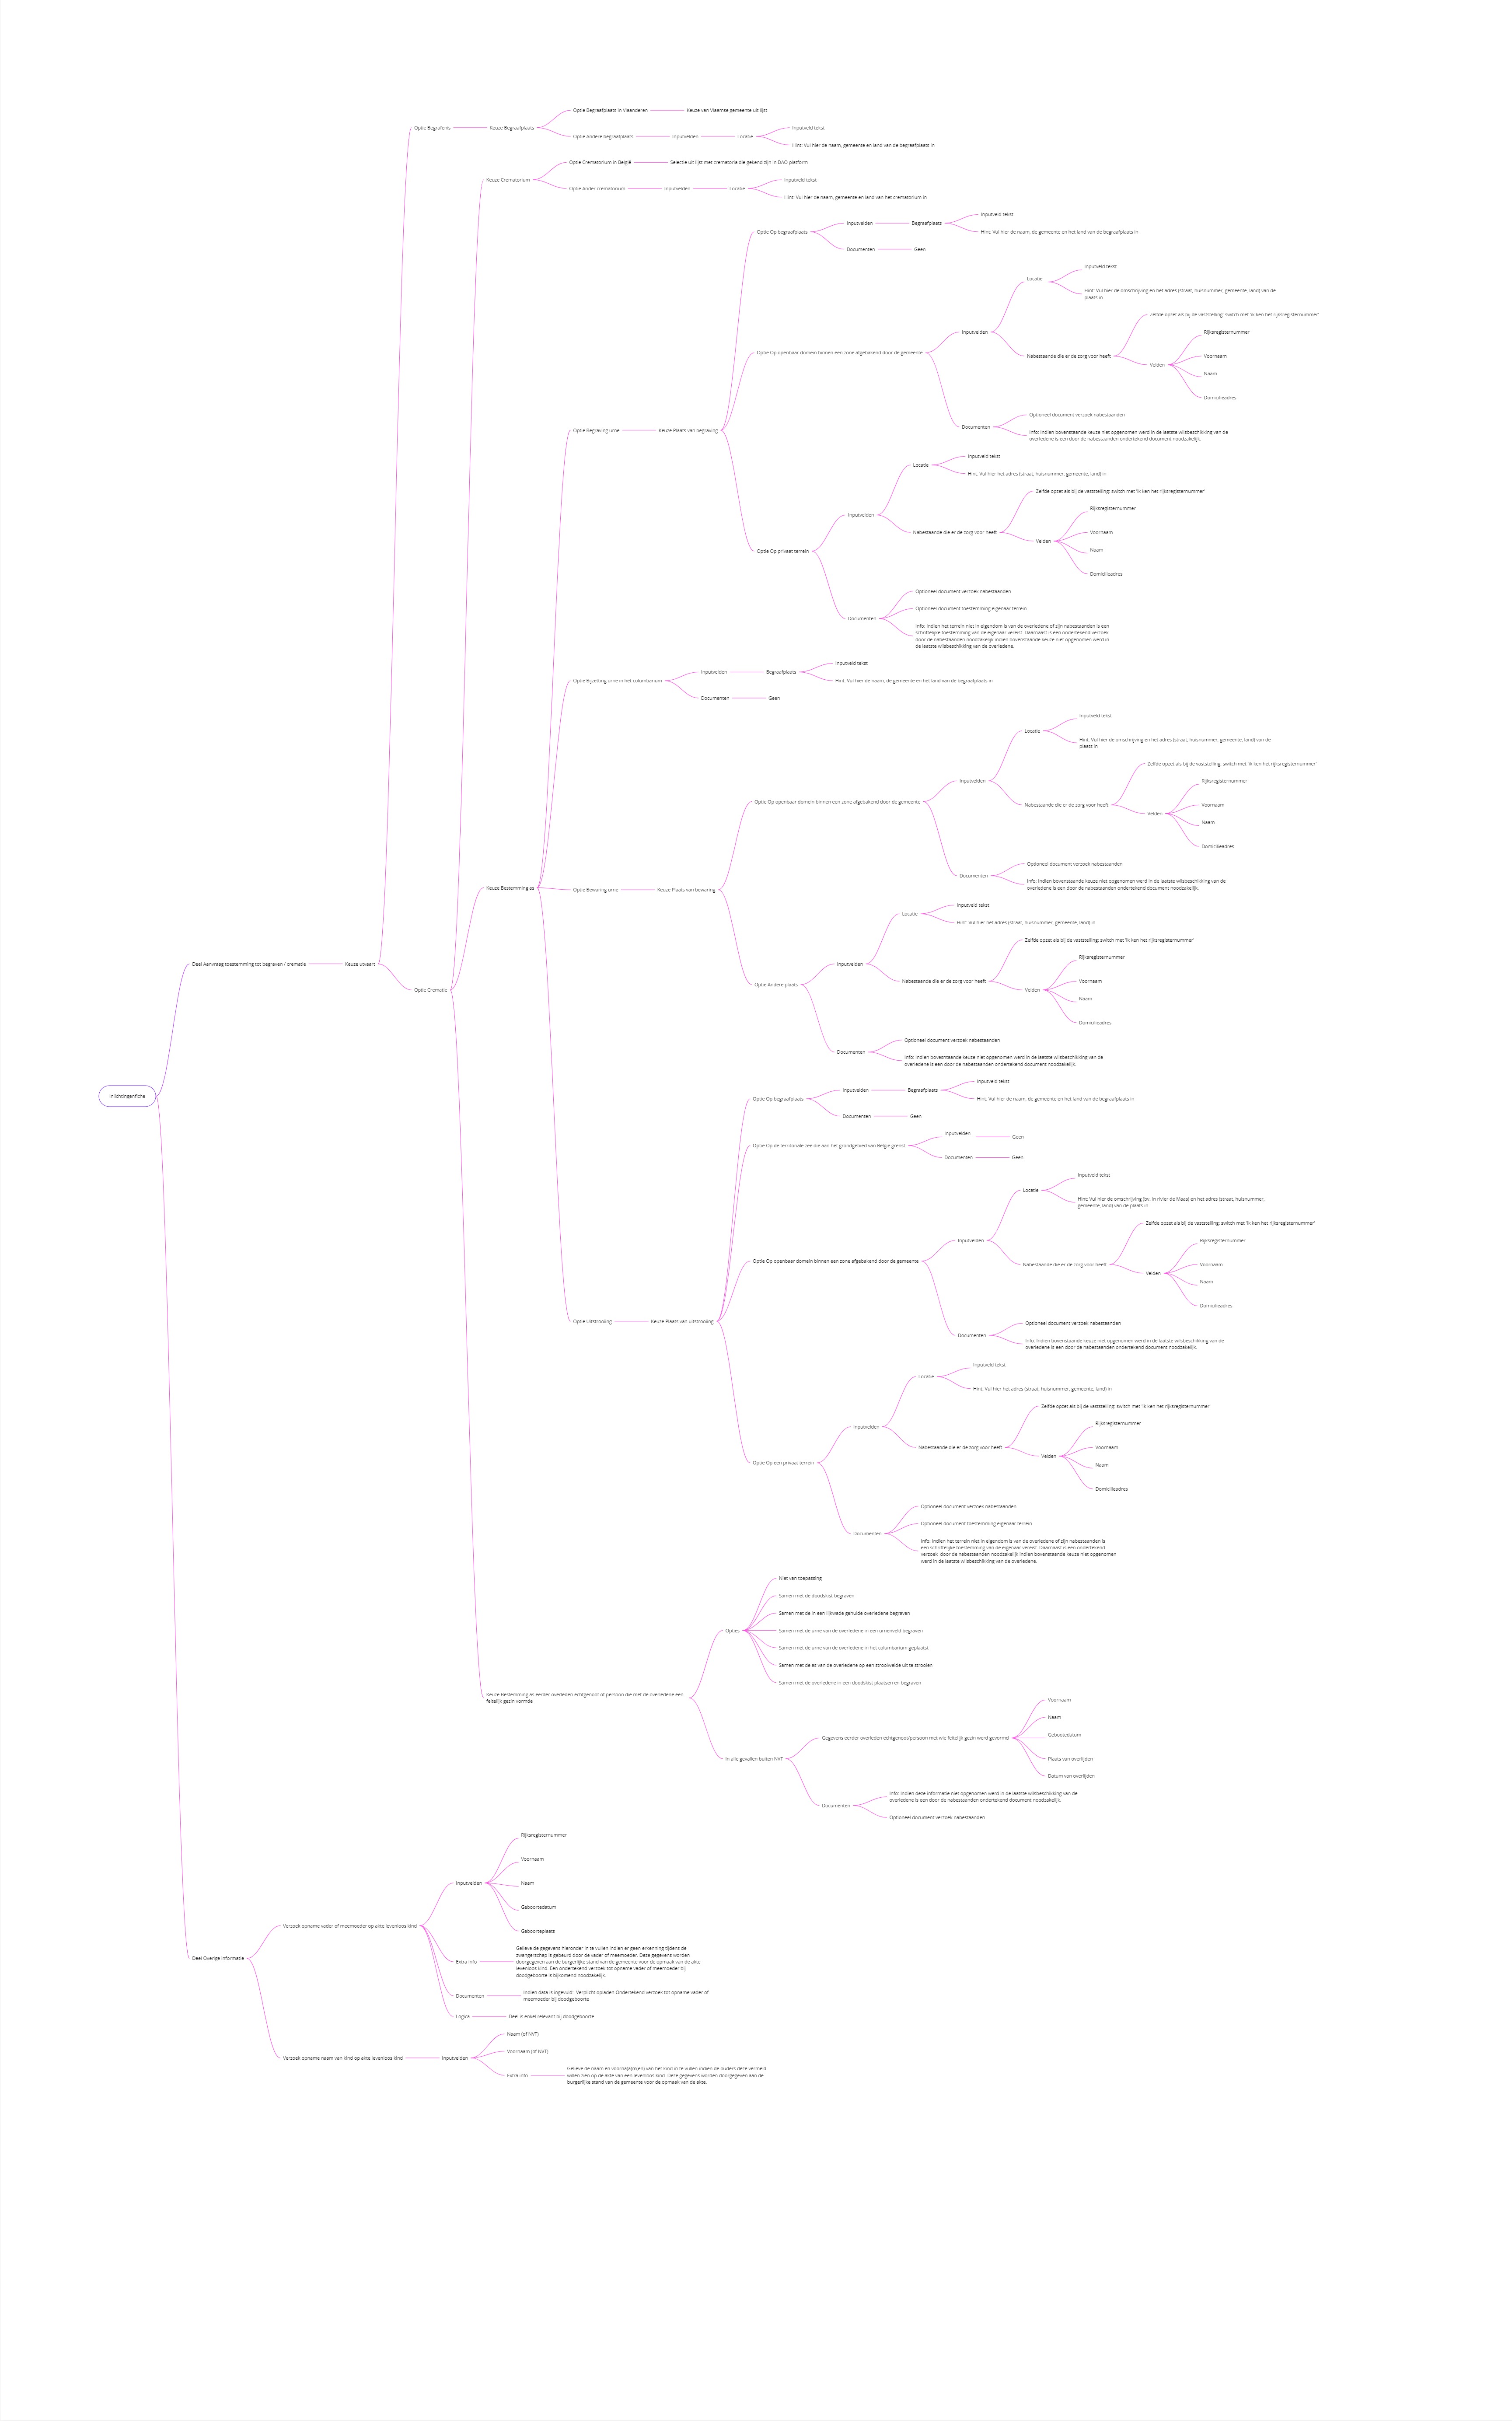 Optie Begraafplaats in Vlaanderen
Keuze van Vlaamse gemeente uit lijst
Optie Begrafenis
Keuze Begraafplaats
Inputveld tekst
Optie Andere begraafplaats
Inputvelden
Locatie
Hint: Vul hier de naam, gemeente en land van de begraafplaats in
Optie Crematorium in België
Selectie uit lijst met crematoria die gekend zijn in DAO platform
Keuze Crematorium
Inputveld tekst
Optie Ander crematorium
Inputvelden
Locatie
Hint: Vul hier de naam, gemeente en land van het crematorium in
Inputveld tekst
Inputvelden
Begraafplaats
Optie Op begraafplaats
Hint: Vul hier de naam, de gemeente en het land van de begraafplaats in
Documenten
Geen
Inputveld tekst
Locatie
Hint: Vul hier de omschrijving en het adres (straat, huisnummer, gemeente, land) van de
plaats in
Zelfde opzet als bij de vaststelling: switch met 'ik ken het rijksregisternummer'
Inputvelden
Rijksregisternummer
Optie Op openbaar domein binnen een zone afgebakend door de gemeente
Nabestaande die er de zorg voor heeft
Voornaam
Velden
Naam
Domicilieadres
Optioneel document verzoek nabestaanden
Documenten
Info: Indien bovenstaande keuze niet opgenomen werd in de laatste wilsbeschikking van de
overledene is een door de nabestaanden ondertekend document noodzakelijk.
Optie Begraving urne
Keuze Plaats van begraving
Inputveld tekst
Locatie
Hint: Vul hier het adres (straat, huisnummer, gemeente, land) in
Zelfde opzet als bij de vaststelling: switch met 'ik ken het rijksregisternummer'
Inputvelden
Rijksregisternummer
Nabestaande die er de zorg voor heeft
Voornaam
Velden
Naam
Optie Op privaat terrein
Domicilieadres
Optioneel document verzoek nabestaanden
Optioneel document toestemming eigenaar terrein
Documenten
Info: Indien het terrein niet in eigendom is van de overledene of zijn nabestaanden is een
schriftelijke toestemming van de eigenaar vereist. Daarnaast is een ondertekend verzoek
door de nabestaanden noodzakelijk indien bovenstaande keuze niet opgenomen werd in
de laatste wilsbeschikking van de overledene.
Inputveld tekst
Inputvelden
Begraafplaats
Optie Bijzetting urne in het columbarium
Hint: Vul hier de naam, de gemeente en het land van de begraafplaats in
Documenten
Geen
Inputveld tekst
Locatie
Hint: Vul hier de omschrijving en het adres (straat, huisnummer, gemeente, land) van de
plaats in
Zelfde opzet als bij de vaststelling: switch met 'ik ken het rijksregisternummer'
Inputvelden
Rijksregisternummer
Optie Op openbaar domein binnen een zone afgebakend door de gemeente
Nabestaande die er de zorg voor heeft
Voornaam
Velden
Naam
Domicilieadres
Optioneel document verzoek nabestaanden
Documenten
Info: Indien bovenstaande keuze niet opgenomen werd in de laatste wilsbeschikking van de
overledene is een door de nabestaanden ondertekend document noodzakelijk.
Keuze Bestemming as
Optie Bewaring urne
Keuze Plaats van bewaring
Inputveld tekst
Locatie
Hint: Vul hier het adres (straat, huisnummer, gemeente, land) in
Zelfde opzet als bij de vaststelling: switch met 'ik ken het rijksregisternummer'
Deel Aanvraag toestemming tot begraven / crematie
Keuze uitvaart
Inputvelden
Rijksregisternummer
Optie Crematie
Optie Andere plaats
Nabestaande die er de zorg voor heeft
Voornaam
Velden
Naam
Domicilieadres
Optioneel document verzoek nabestaanden
Documenten
Info: Indien bovesntaande keuze niet opgenomen werd in de laatste wilsbeschikking van de
overledene is een door de nabestaanden ondertekend document noodzakelijk.
Inlichtingenfiche
Inputveld tekst
Inputvelden
Begraafplaats
Optie Op begraafplaats
Hint: Vul hier de naam, de gemeente en het land van de begraafplaats in
Documenten
Geen
Inputvelden
Geen
Optie Op de territoriale zee die aan het grondgebied van België grenst
Documenten
Geen
Inputveld tekst
Locatie
Hint: Vul hier de omschrijving (bv. in rivier de Maas) en het adres (straat, huisnummer,
gemeente, land) van de plaats in
Zelfde opzet als bij de vaststelling: switch met 'ik ken het rijksregisternummer'
Inputvelden
Rijksregisternummer
Optie Op openbaar domein binnen een zone afgebakend door de gemeente
Nabestaande die er de zorg voor heeft
Voornaam
Velden
Naam
Domicilieadres
Optie Uitstrooiing
Keuze Plaats van uitstrooiing
Optioneel document verzoek nabestaanden
Documenten
Info: Indien bovenstaande keuze niet opgenomen werd in de laatste wilsbeschikking van de
overledene is een door de nabestaanden ondertekend document noodzakelijk.
Inputveld tekst
Locatie
Hint: Vul hier het adres (straat, huisnummer, gemeente, land) in
Zelfde opzet als bij de vaststelling: switch met 'ik ken het rijksregisternummer'
Inputvelden
Rijksregisternummer
Nabestaande die er de zorg voor heeft
Voornaam
Velden
Optie Op een privaat terrein
Naam
Domicilieadres
Optioneel document verzoek nabestaanden
Optioneel document toestemming eigenaar terrein
Documenten
Info: Indien het terrein niet in eigendom is van de overledene of zijn nabestaanden is
een schriftelijke toestemming van de eigenaar vereist. Daarnaast is een ondertekend
verzoek door de nabestaanden noodzakelijk indien bovenstaande keuze niet opgenomen
werd in de laatste wilsbeschikking van de overledene.
Niet van toepassing
Samen met de doodskist begraven
Samen met de in een lijkwade gehulde overledene begraven
Opties
Samen met de urne van de overledene in een urnenveld begraven
Samen met de urne van de overledene in het columbarium geplaatst
Samen met de as van de overledene op een strooiweide uit te strooien
Samen met de overledene in een doodskist plaatsen en begraven
Keuze Bestemming as eerder overleden echtgenoot of persoon die met de overledene een
feitelijk gezin vormde
Voornaam
Naam
Gegevens eerder overleden echtgenoot/persoon met wie feitelijk gezin werd gevormd
Gebootedatum
In alle gevallen buiten NVT
Plaats van overlijden
Datum van overlijden
Info: Indien deze informatie niet opgenomen werd in de laatste wilsbeschikking van de
overledene is een door de nabestaanden ondertekend document noodzakelijk.
Documenten
Optioneel document verzoek nabestaanden
Rijksregisternummer
Voornaam
Inputvelden
Naam
Geboortedatum
Geboorteplaats
Verzoek opname vader of meemoeder op akte levenloos kind
Deel Overige informatie
Extra info
Gelieve de gegevens hieronder in te vullen indien er geen erkenning tijdens de
zwangerschap is gebeurd door de vader of meemoeder. Deze gegevens worden
doorgegeven aan de burgerlijke stand van de gemeente voor de opmaak van de akte
levenloos kind. Een ondertekend verzoek tot opname vader of meemoeder bij
doodgeboorte is bijkomend noodzakelijk.
Documenten
Indien data is ingevuld: Verplicht opladen Ondertekend verzoek tot opname vader of
meemoeder bij doodgeboorte
Logica
Deel is enkel relevant bij doodgeboorte
Naam (of NVT)
Voornaam (of NVT)
Verzoek opname naam van kind op akte levenloos kind
Inputvelden
Extra info
Gelieve de naam en voorna(a)m(en) van het kind in te vullen indien de ouders deze vermeld
willen zien op de akte van een levenloos kind. Deze gegevens worden doorgegeven aan de
burgerlijke stand van de gemeente voor de opmaak van de akte.